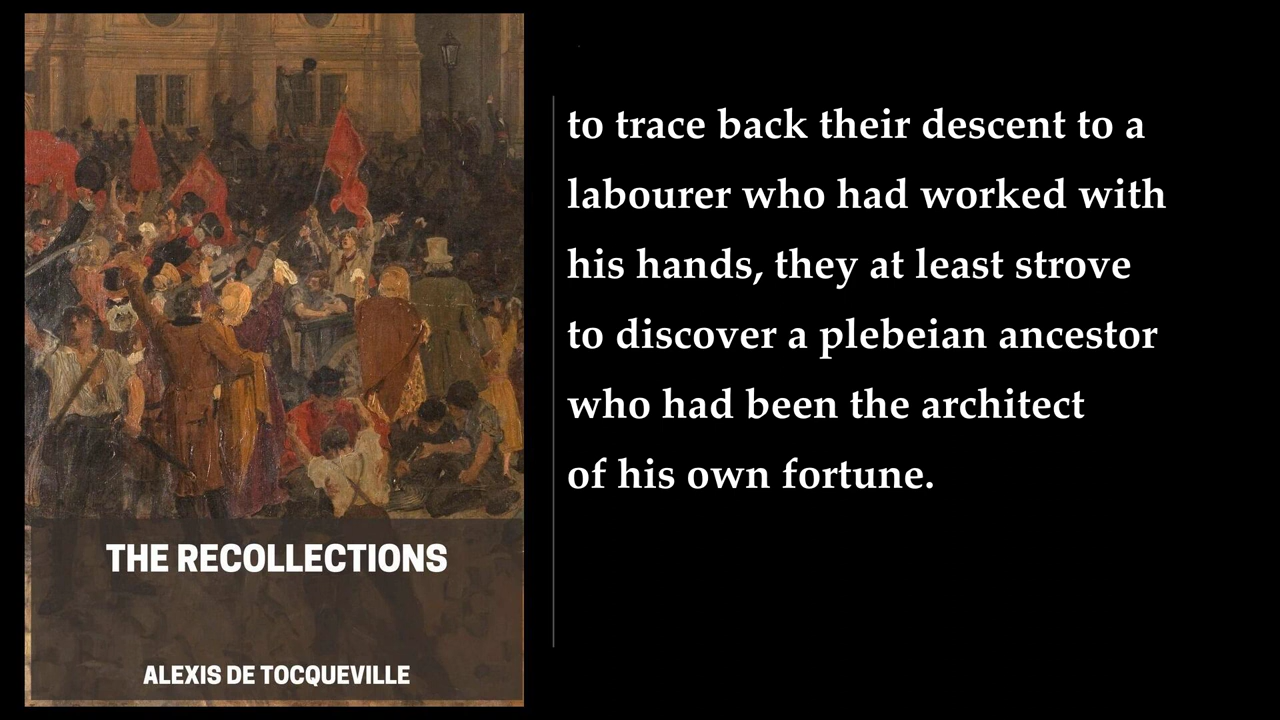 to trace back their descent to a
labourer who had worked with
his hands, they at least strove
to discover a plebeian ancestor
who had been the architect
of his own fortune.
THE RECOLLECTIONS
ALEXIS DE TOCQUEVILLE